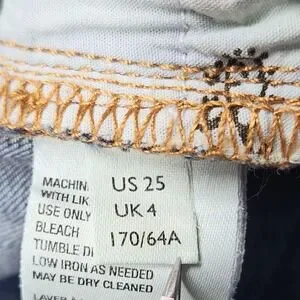 US 25
UK 4
170/64A
MACHIN
WITH LIK
USE ONLY
BLEACH
TUMBLE D
LOW IRON AS NEEDED
MAY BE DRY CLEANED